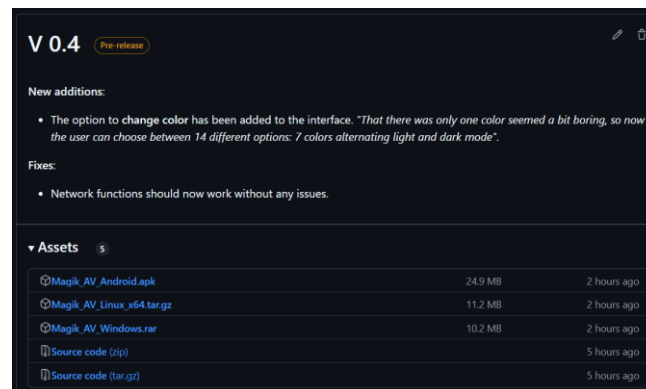 V 0.4 Pre-release
New additions:
• The option to change color has been added to the interface. "That there was only one color seemed a bit boring, so now
the user can choose between 14 different options: 7 colors alternating light and dark mode".
Fixes:
• Network functions should now work without any issues.
Assets 5
Magik_AV_Android.apk 24.9 MB 2 hours ago
Magik_AV_Linux_x64.tar.gz 11.2 MB 2 hours ago
Magik_AV_Windows.rar 10.2 MB 2 hours ago
Source code (zip) 5 hours ago
Source code (tar.gz) 5 hours ago